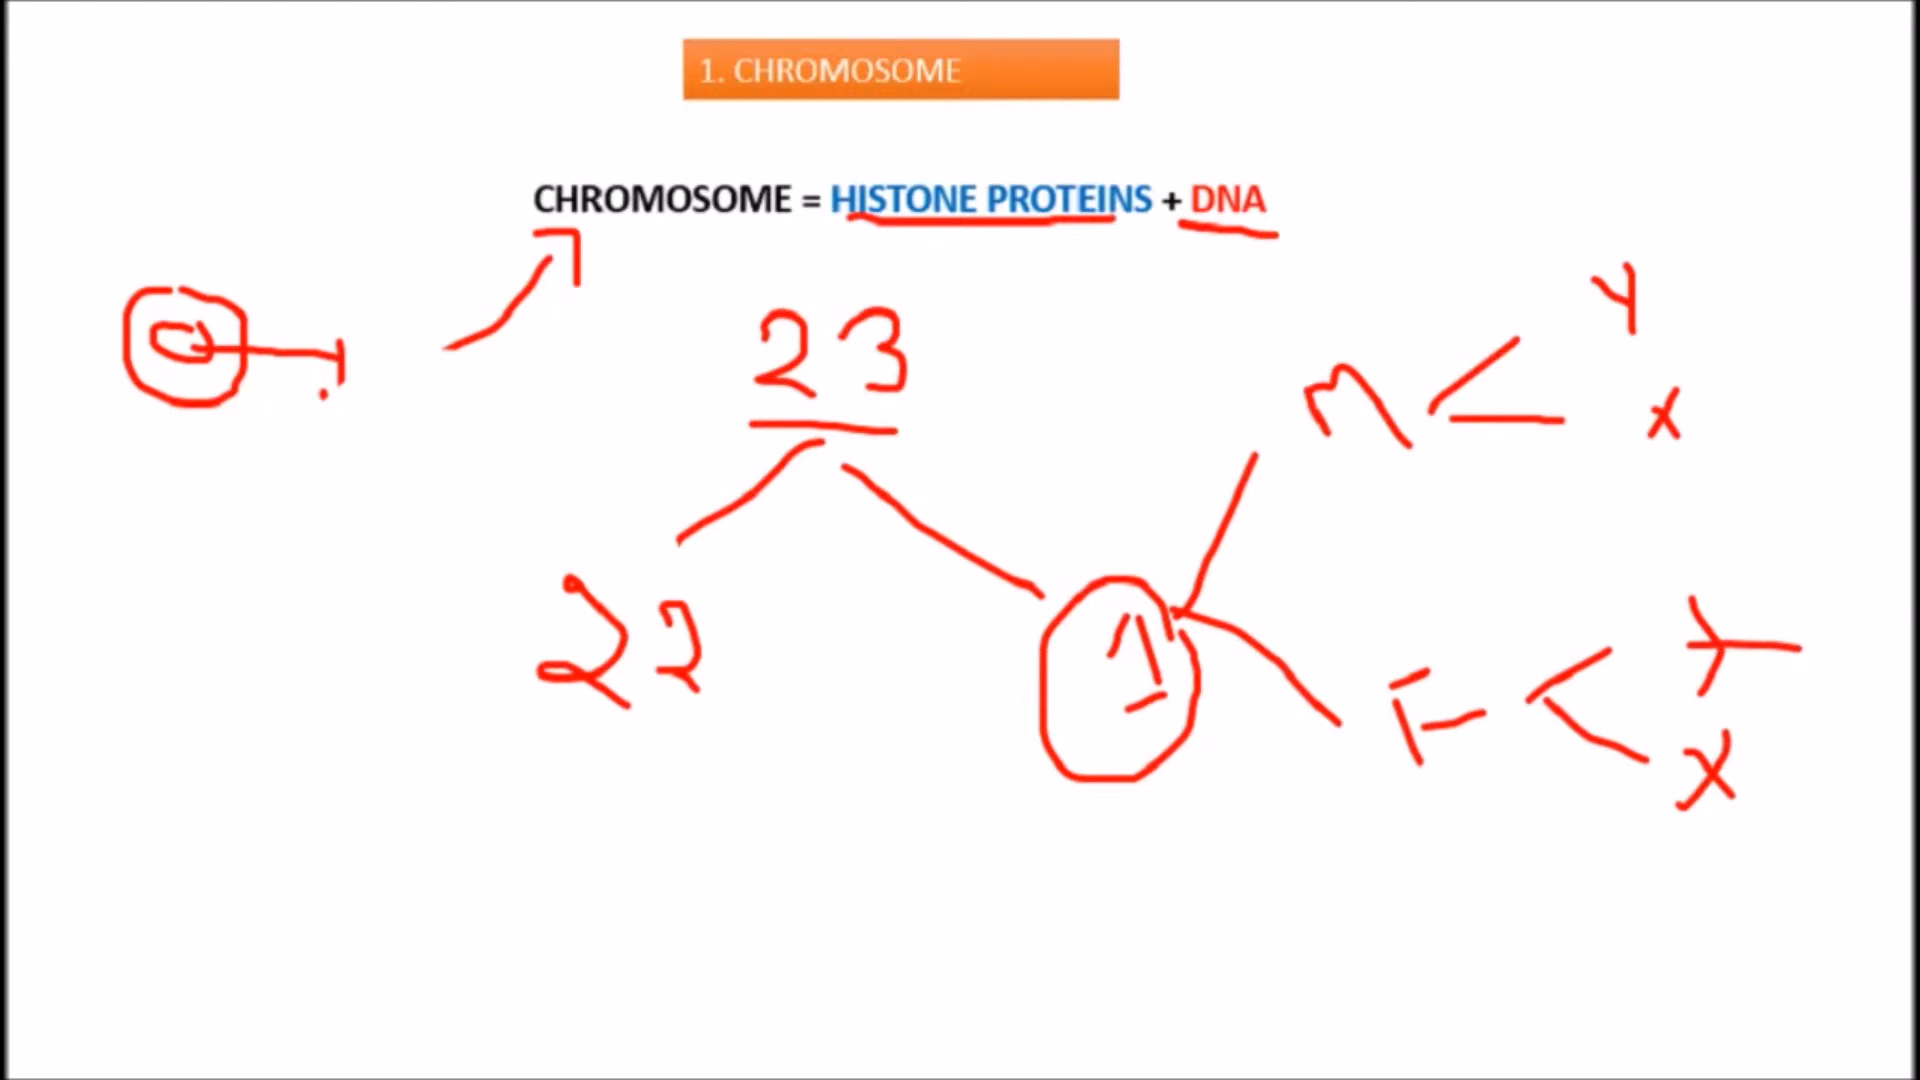 1. CHROMOSOME
CHROMOSOME = HISTONE PROTEINS + DNA
23
22
1
M
Y
X
F
X
X